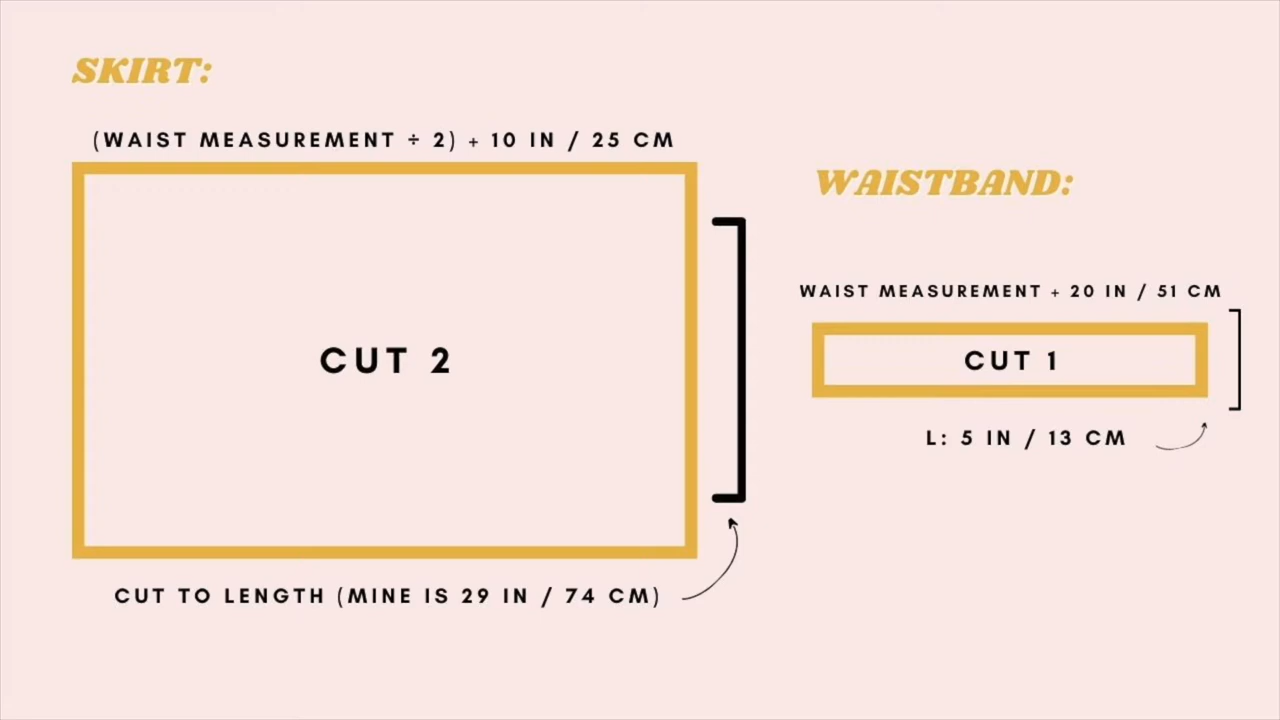 SKIRT:
(WAIST MEASUREMENT ÷ 2) + 10 IN / 25 CM
CUT 2
CUT TO LENGTH (MINE IS 29 IN / 74 CM)
WAISTBAND:
WAIST MEASUREMENT + 20 IN / 51 CM
CUT 1
L: 5 IN / 13 CM